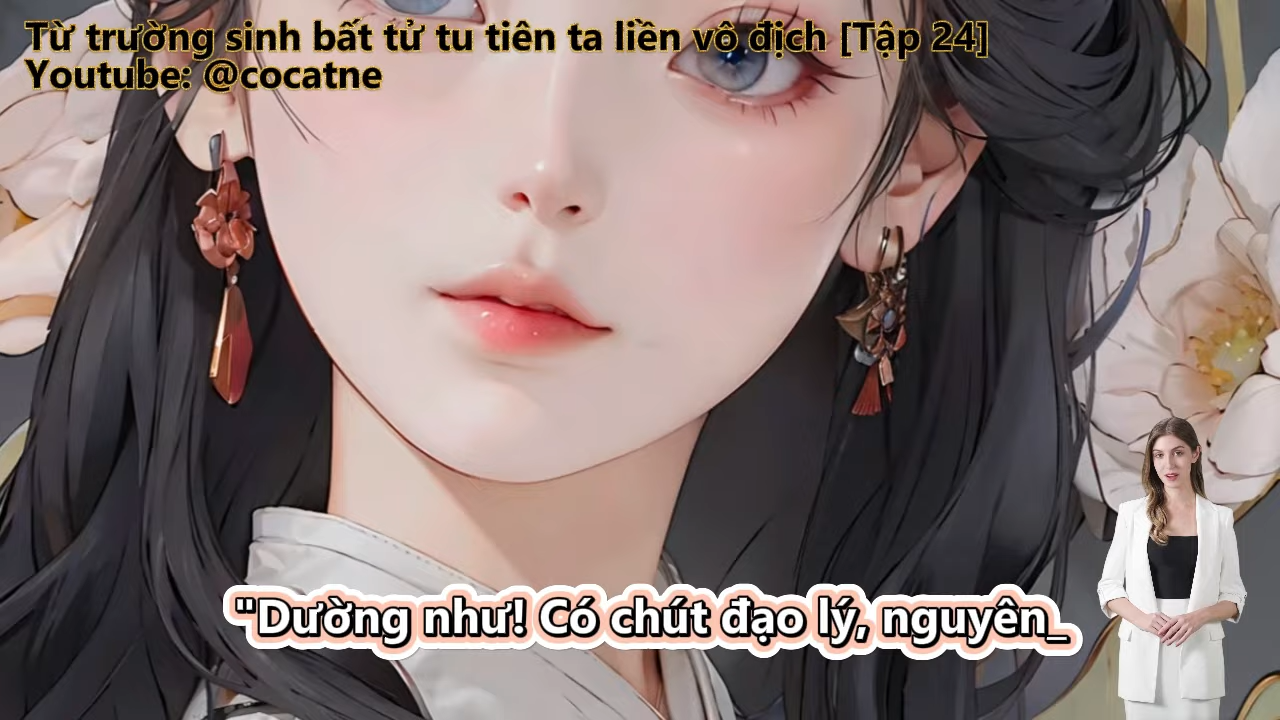 Từ trường sinh bất tử tu tiên ta liền vô địch [Tập 24]
Youtube: @cocatne
"Dường như! Có chút đạo lý, nguyên_